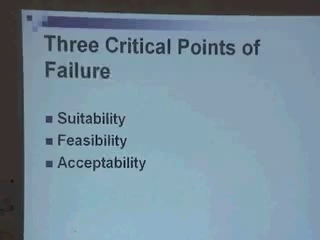 Three Critical Points of
Failure
Suitability
Feasibility
Acceptability